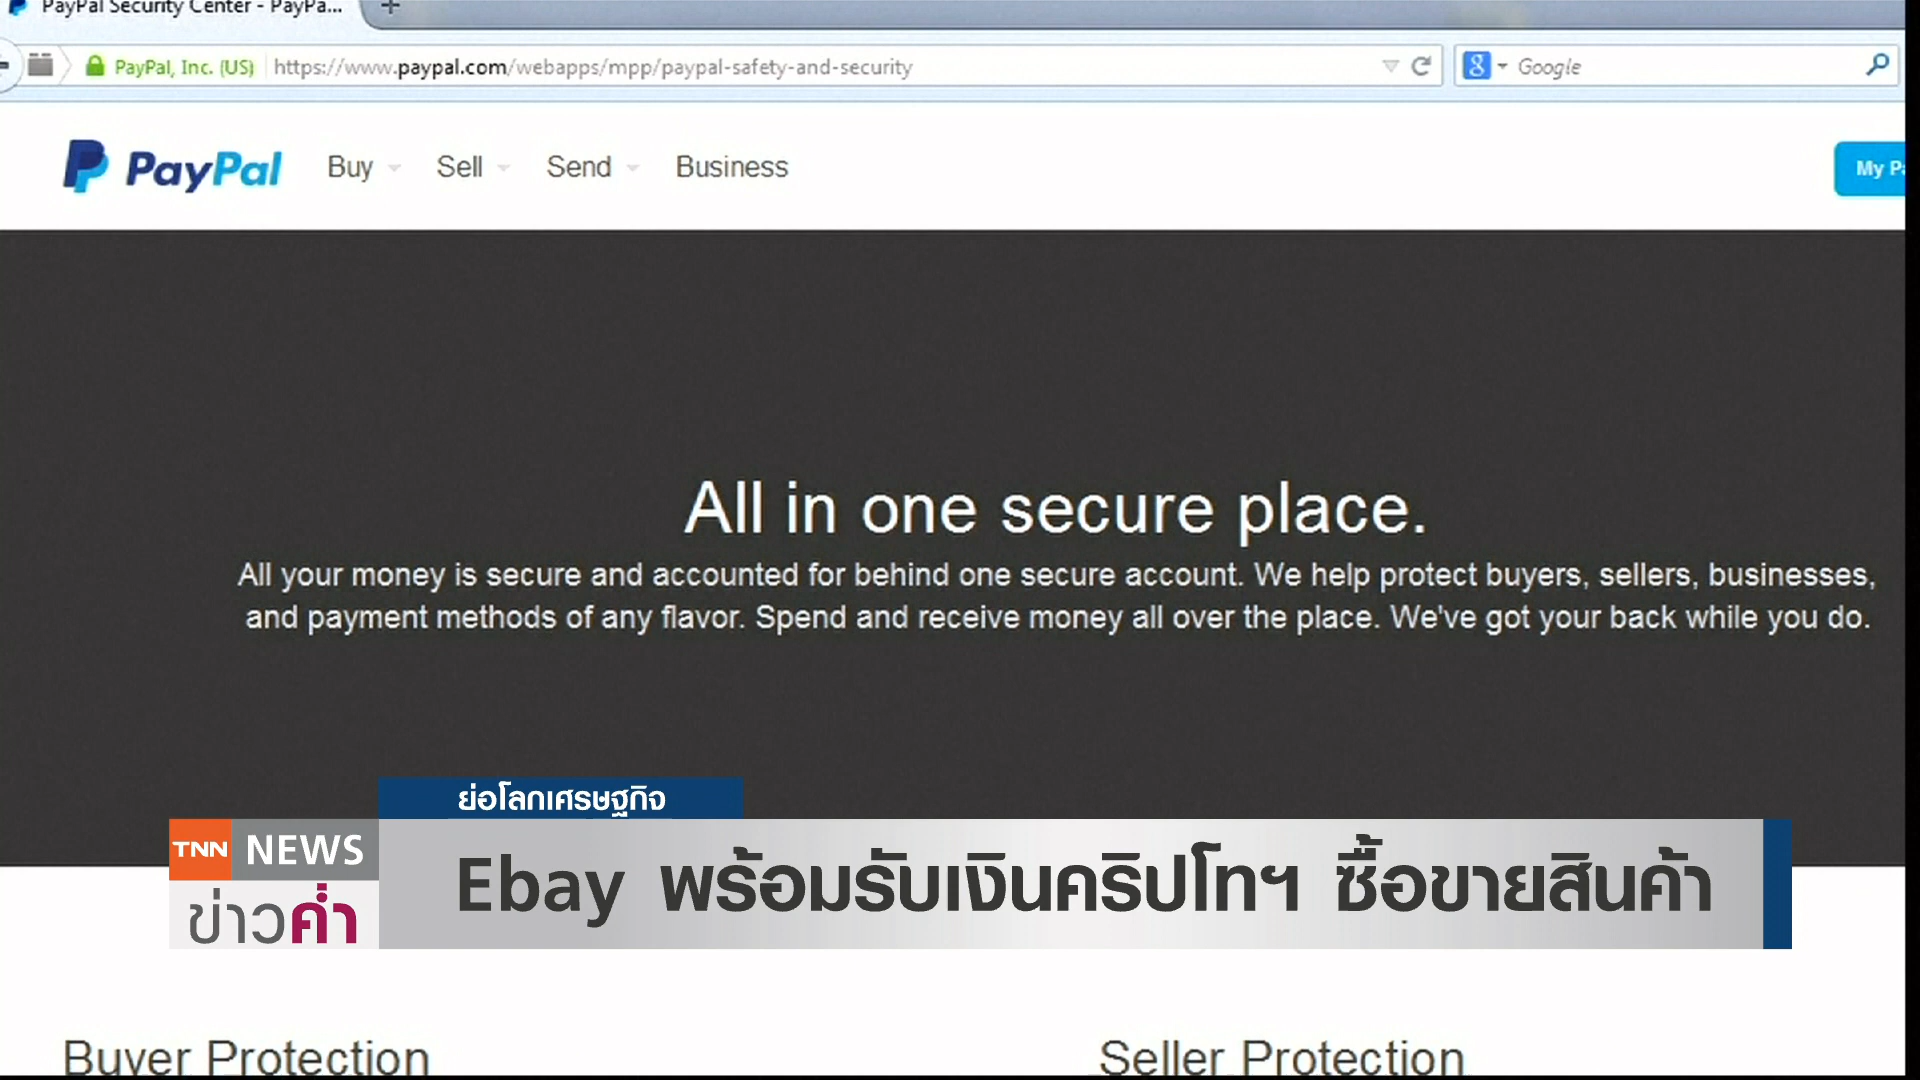 PayPal Security Center - PayPa...
PayPal, Inc. (US) https://www.paypal.com/webapps/mpp/paypal-safety-and-security
Google
PayPal Buy Sell Send Business
My Pa
All in one secure place.
All your money is secure and accounted for behind one secure account. We help protect buyers, sellers, businesses,
and payment methods of any flavor. Spend and receive money all over the place. We've got your back while you do.
ย่อโลกเศรษฐกิจ
TNN NEWS
ข่าวค่ำ
Ebay พร้อมรับเงินคริปโทฯ ซื้อขายสินค้า
Buyer Protection
Seller Protection